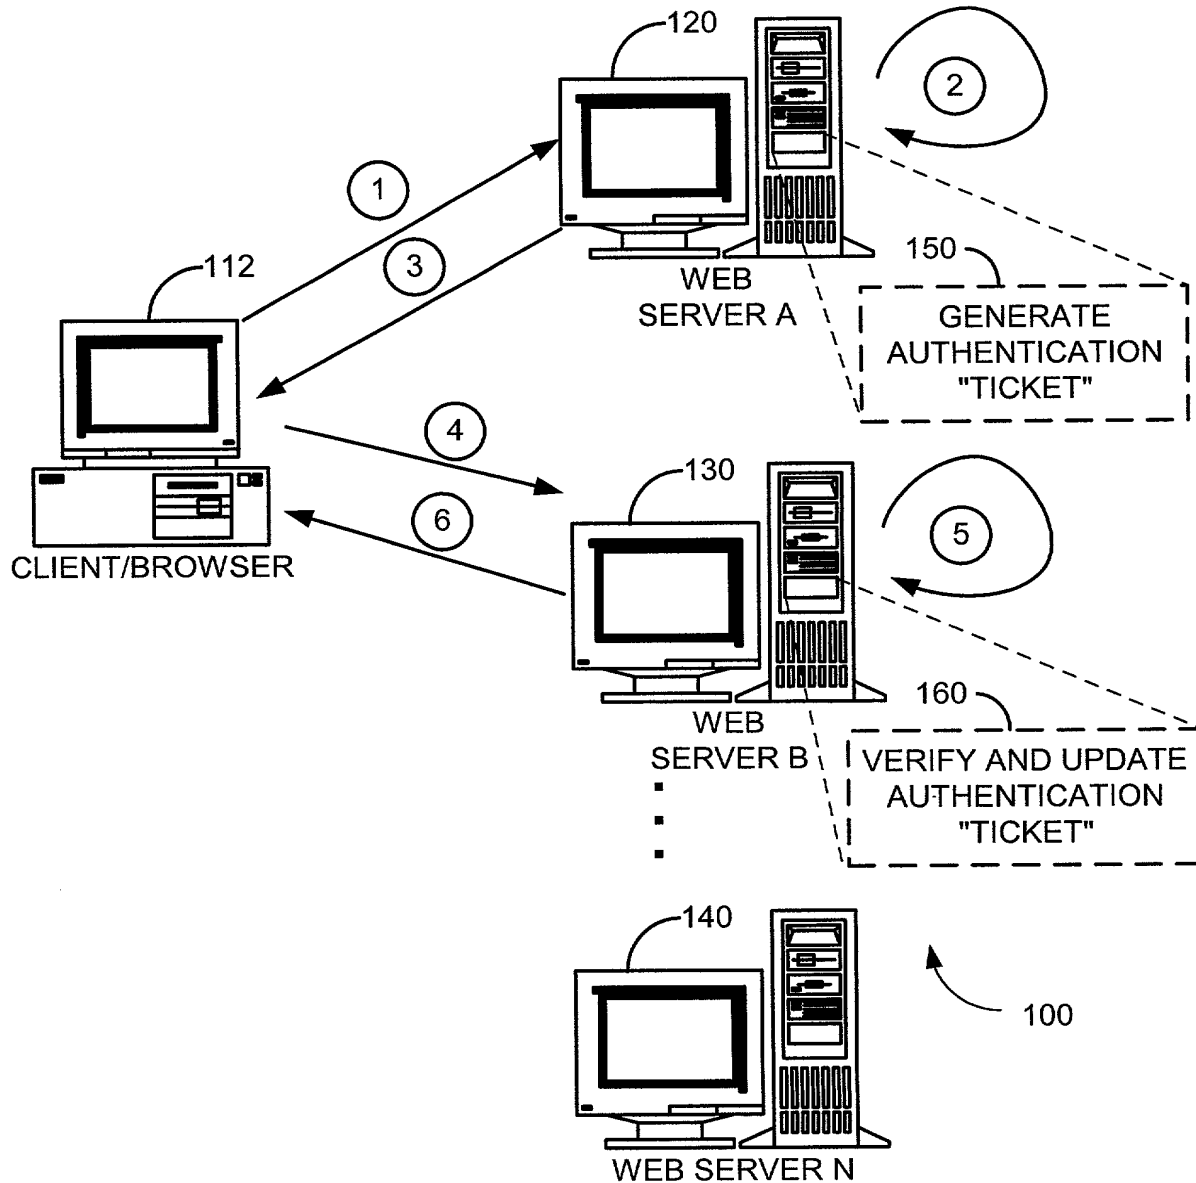 120
2
1
3
112
WEB
SERVER A
150
GENERATE
AUTHENTICATION
"TICKET"
4
130
6
5
CLIENT/BROWSER
160
WEB
SERVER B
VERIFY AND UPDATE
AUTHENTICATION
"TICKET"
140
100
WEB SERVER N